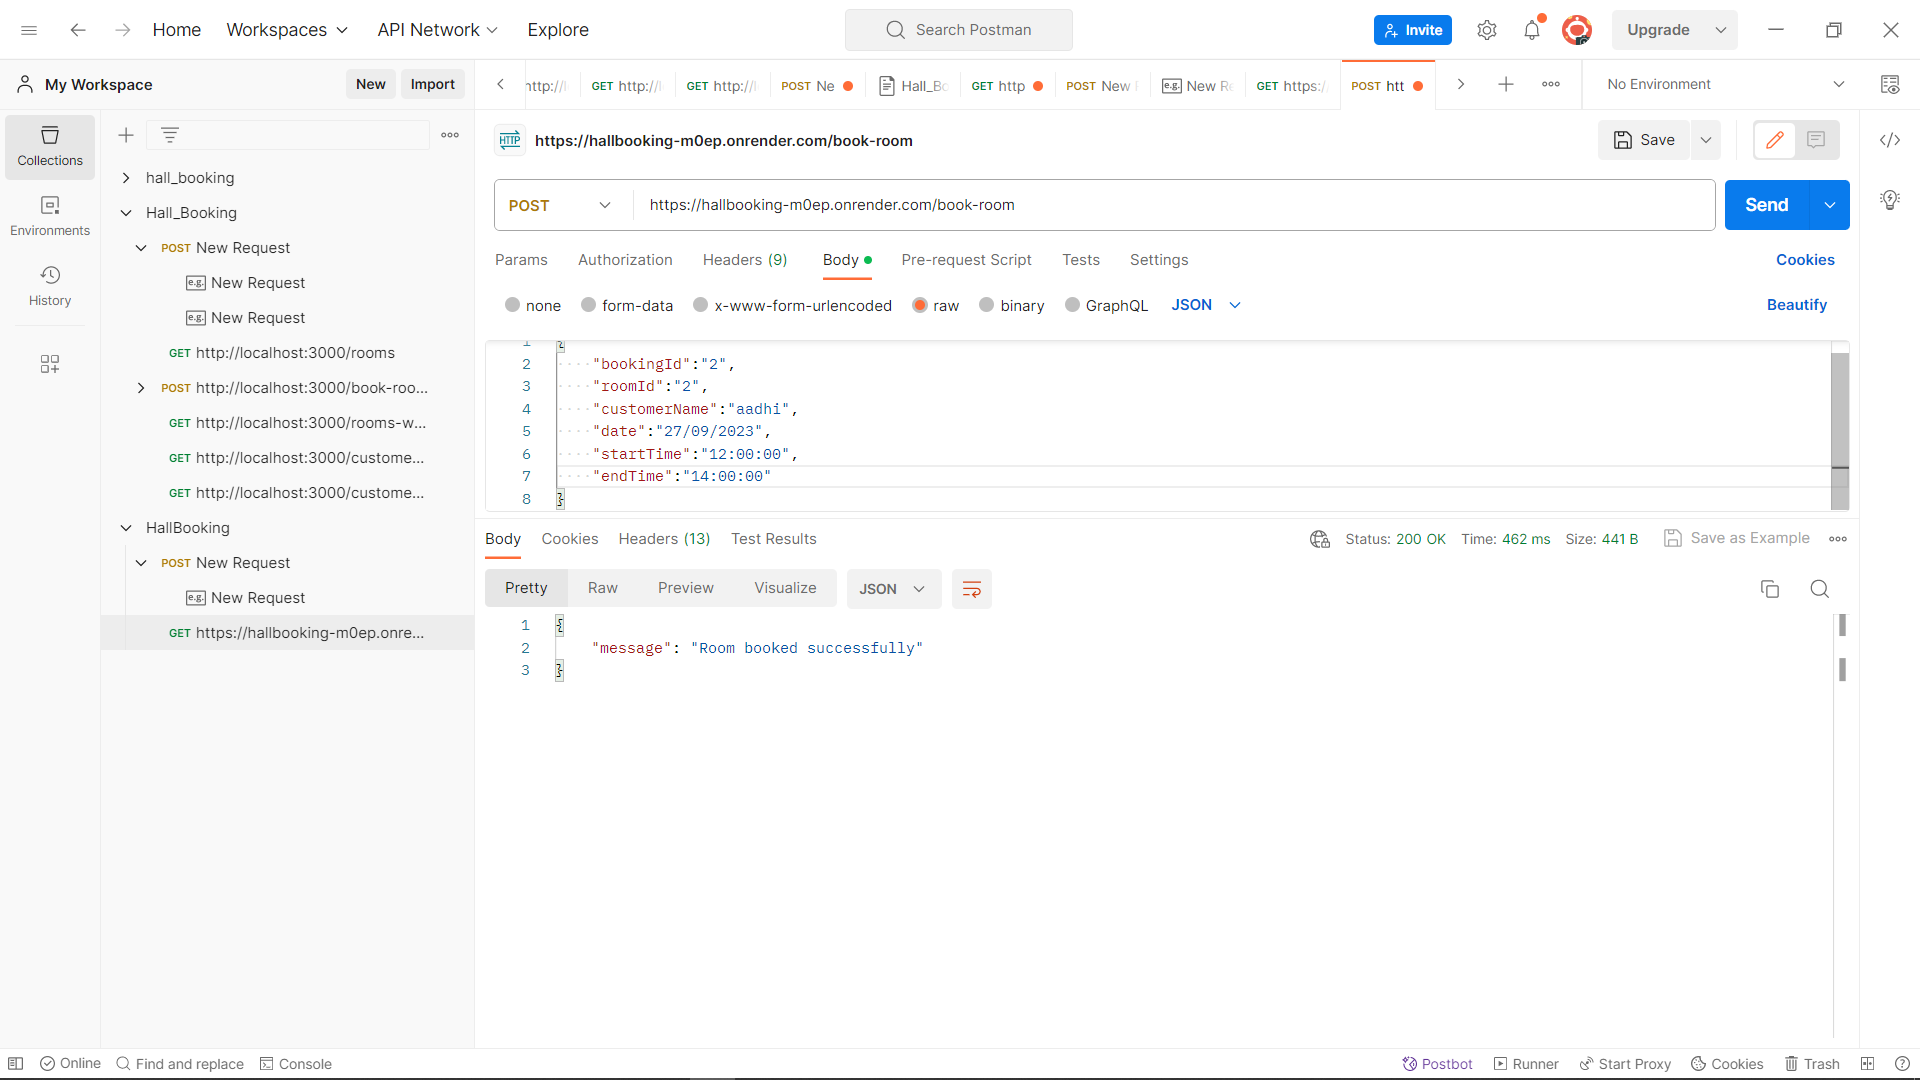 Home Workspaces API Network Explore Search Postman Invite Upgrade
My Workspace New Import
http://l GET http://l GET http:// POST Ne Hall_Bo GET http POST New e.g. New Re GET https:/ POST htt No Environment
Collections
Environments
History
hall_booking
Hall_Booking
POST New Request
e.g. New Request
e.g. New Request
GET http://localhost:3000/rooms
POST http://localhost:3000/book-roo...
GET http://localhost:3000/rooms-w...
GET http://localhost:3000/custome...
GET http://localhost:3000/custome...
HallBooking
POST New Request
e.g. New Request
GET https://hallbooking-m0ep.onre...
HTTP https://hallbooking-m0ep.onrender.com/book-room Save
POST https://hallbooking-m0ep.onrender.com/book-room Send
Params Authorization Headers (9) Body Pre-request Script Tests Settings Cookies
none form-data x-www-form-urlencoded raw binary GraphQL JSON Beautify
1 {
2 "bookingId":"2",
3 "roomId":"2",
4 "customerName":"aadhi",
5 "date":"27/09/2023",
6 "startTime":"12:00:00",
7 "endTime":"14:00:00"
8 }
Body Cookies Headers (13) Test Results Status: 200 OK Time: 462 ms Size: 441 B Save as Example
Pretty Raw Preview Visualize JSON
1 {
2 "message": "Room booked successfully"
3 }
Online Find and replace Console Postbot Runner Start Proxy Cookies Trash